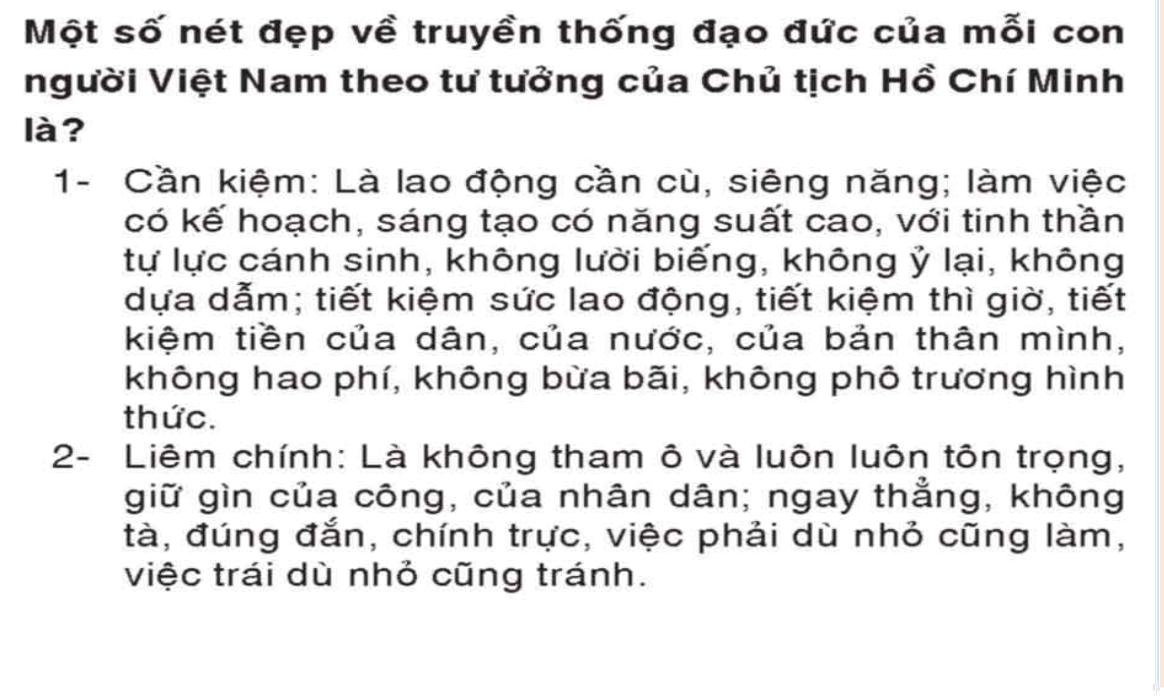 Một số nét đẹp về truyền thống đạo đức của mỗi con
người Việt Nam theo tư tưởng của Chủ tịch Hồ Chí Minh
là?
1- Cần kiệm: Là lao động cần cù, siêng năng; làm việc
có kế hoạch, sáng tạo có năng suất cao, với tinh thần
tự lực cánh sinh, không lười biếng, không ỷ lại, không
dựa dẫm; tiết kiệm sức lao động, tiết kiệm thì giờ, tiết
kiệm tiền của dân, của nước, của bản thân mình,
không hao phí, không bừa bãi, không phô trương hình
thức.
2- Liêm chính: Là không tham ô và luôn luôn tôn trọng,
giữ gìn của công, của nhân dân; ngay thẳng, không
tà, đúng đắn, chính trực, việc phải dù nhỏ cũng làm,
việc trái dù nhỏ cũng tránh.